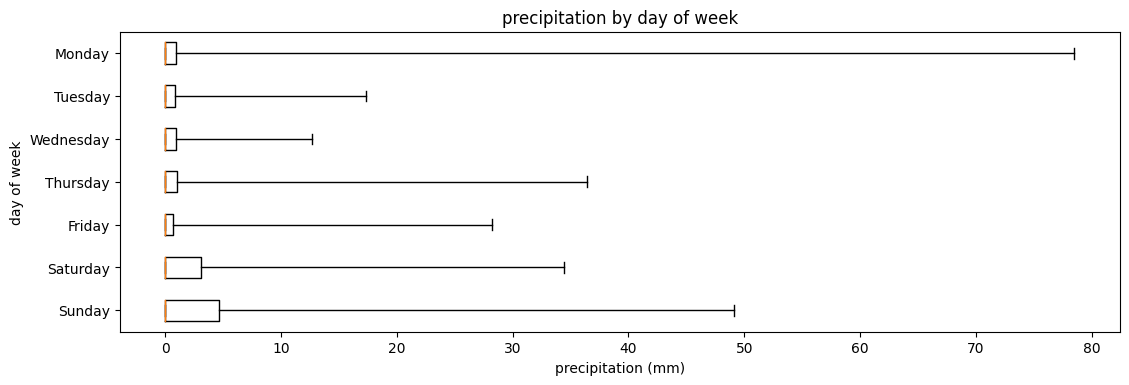 precipitation by day of week
day of week
Monday
Tuesday
Wednesday
Thursday
Friday
Saturday
Sunday
0 10 20 30 40 50 60 70 80
precipitation (mm)